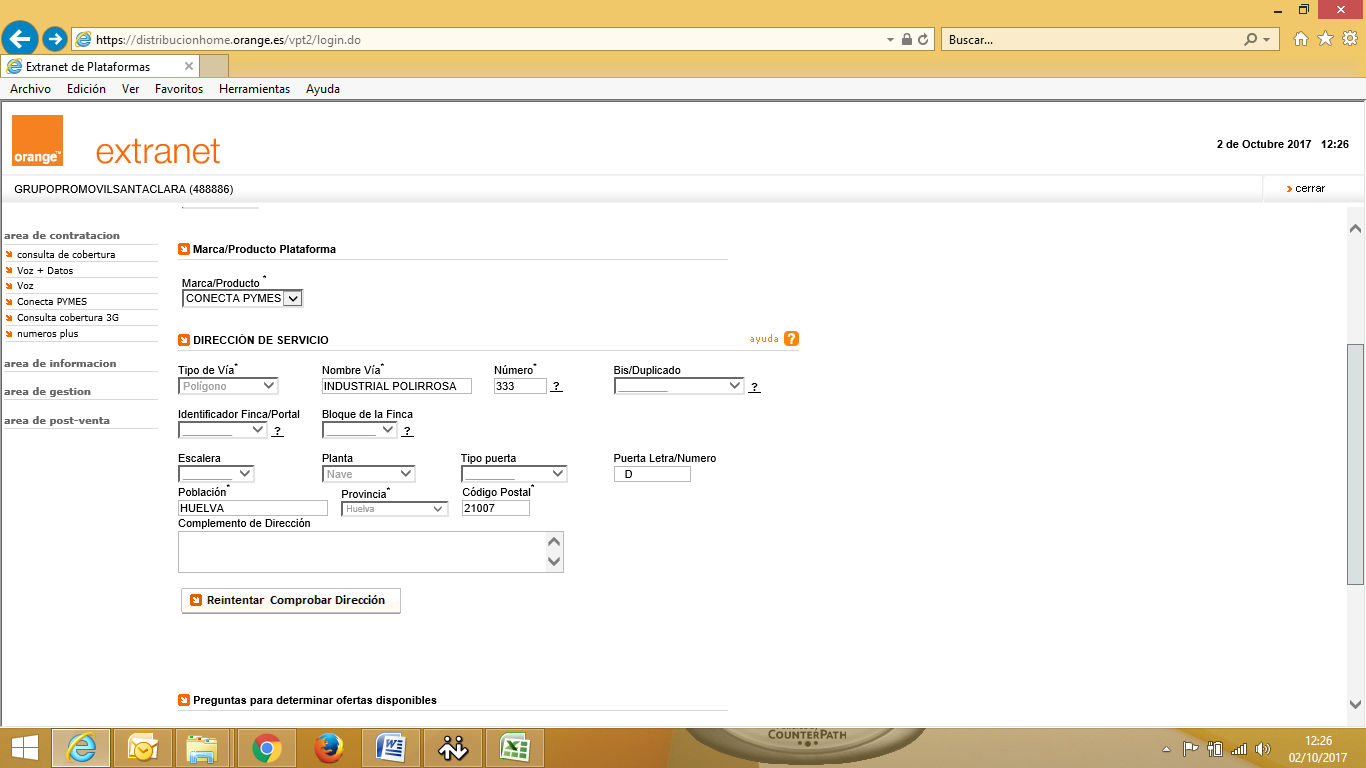 https://distribucionhome.orange.es/vpt2/login.do
Buscar...
Extranet de Plataformas
Archivo Edición Ver Favoritos Herramientas Ayuda
orange™ extranet
2 de Octubre 2017 12:26
GRUPOPROMOVILSANTACLARA (488886)
cerrar
area de contratacion
consulta de cobertura
Voz + Datos
Voz
Conecta PYMES
Consulta cobertura 3G
numeros plus
area de informacion
area de gestion
area de post-venta
Marca/Producto Plataforma
Marca/Producto *
CONECTA PYMES
DIRECCIÓN DE SERVICIO
ayuda ?
Tipo de Vía* Nombre Vía* Número* Bis/Duplicado
Polígono INDUSTRIAL POLIRROSA 333 ? ________ ?
Identificador Finca/Portal Bloque de la Finca
________ ? ________ ?
Escalera Planta Tipo puerta Puerta Letra/Numero
________ Nave ________ D
Población* Provincia* Código Postal*
HUELVA Huelva 21007
Complemento de Dirección
Reintentar Comprobar Dirección
Preguntas para determinar ofertas disponibles
COUNTERPATH
12:26
02/10/2017